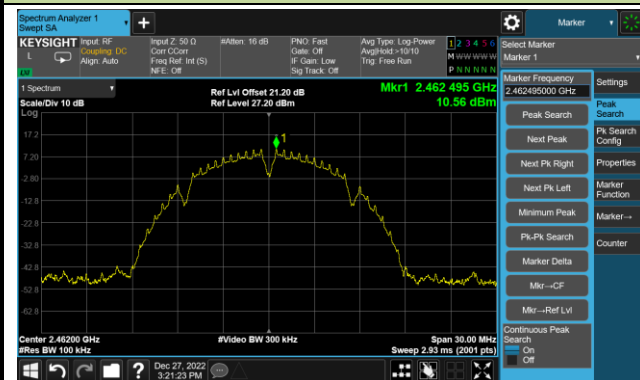 Spectrum Analyzer 1
Swept SA
+
Marker
KEYSIGHT
L
Input: RF
Coupling: DC
Align: Auto
Input Z: 50 Ω
Corr CCorr
Freq Ref: Int (S)
NFE: Off
#Atten: 16 dB
PNO: Fast
Gate: Off
IF Gain: Low
Sig Track: Off
Avg Type: Log-Power
Avg|Hold:>10/10
Trig: Free Run
1 2 3 4 5 6
M W W W W W
P N N N N N
Select Marker
Marker 1
1 Spectrum
Scale/Div 10 dB
Log
Ref Lvl Offset 21.20 dB
Ref Level 27.20 dBm
Mkr1 2.462 495 GHz
10.56 dBm
17.2
7.20
-2.80
-12.8
-22.8
-32.8
-42.8
-52.8
-62.8
1
Center 2.46200 GHz
#Res BW 100 kHz
#Video BW 300 kHz
Span 30.00 MHz
Sweep 2.93 ms (2001 pts)
Marker Frequency
2.462495000 GHz
Peak Search
Next Peak
Next Pk Right
Next Pk Left
Minimum Peak
Pk-Pk Search
Marker Delta
Mkr→CF
Mkr→Ref Lvl
Continuous Peak
Search
On
Off
Settings
Peak
Search
Pk Search
Config
Properties
Marker
Function
Marker→
Counter
?
Dec 27, 2022
3:21:23 PM